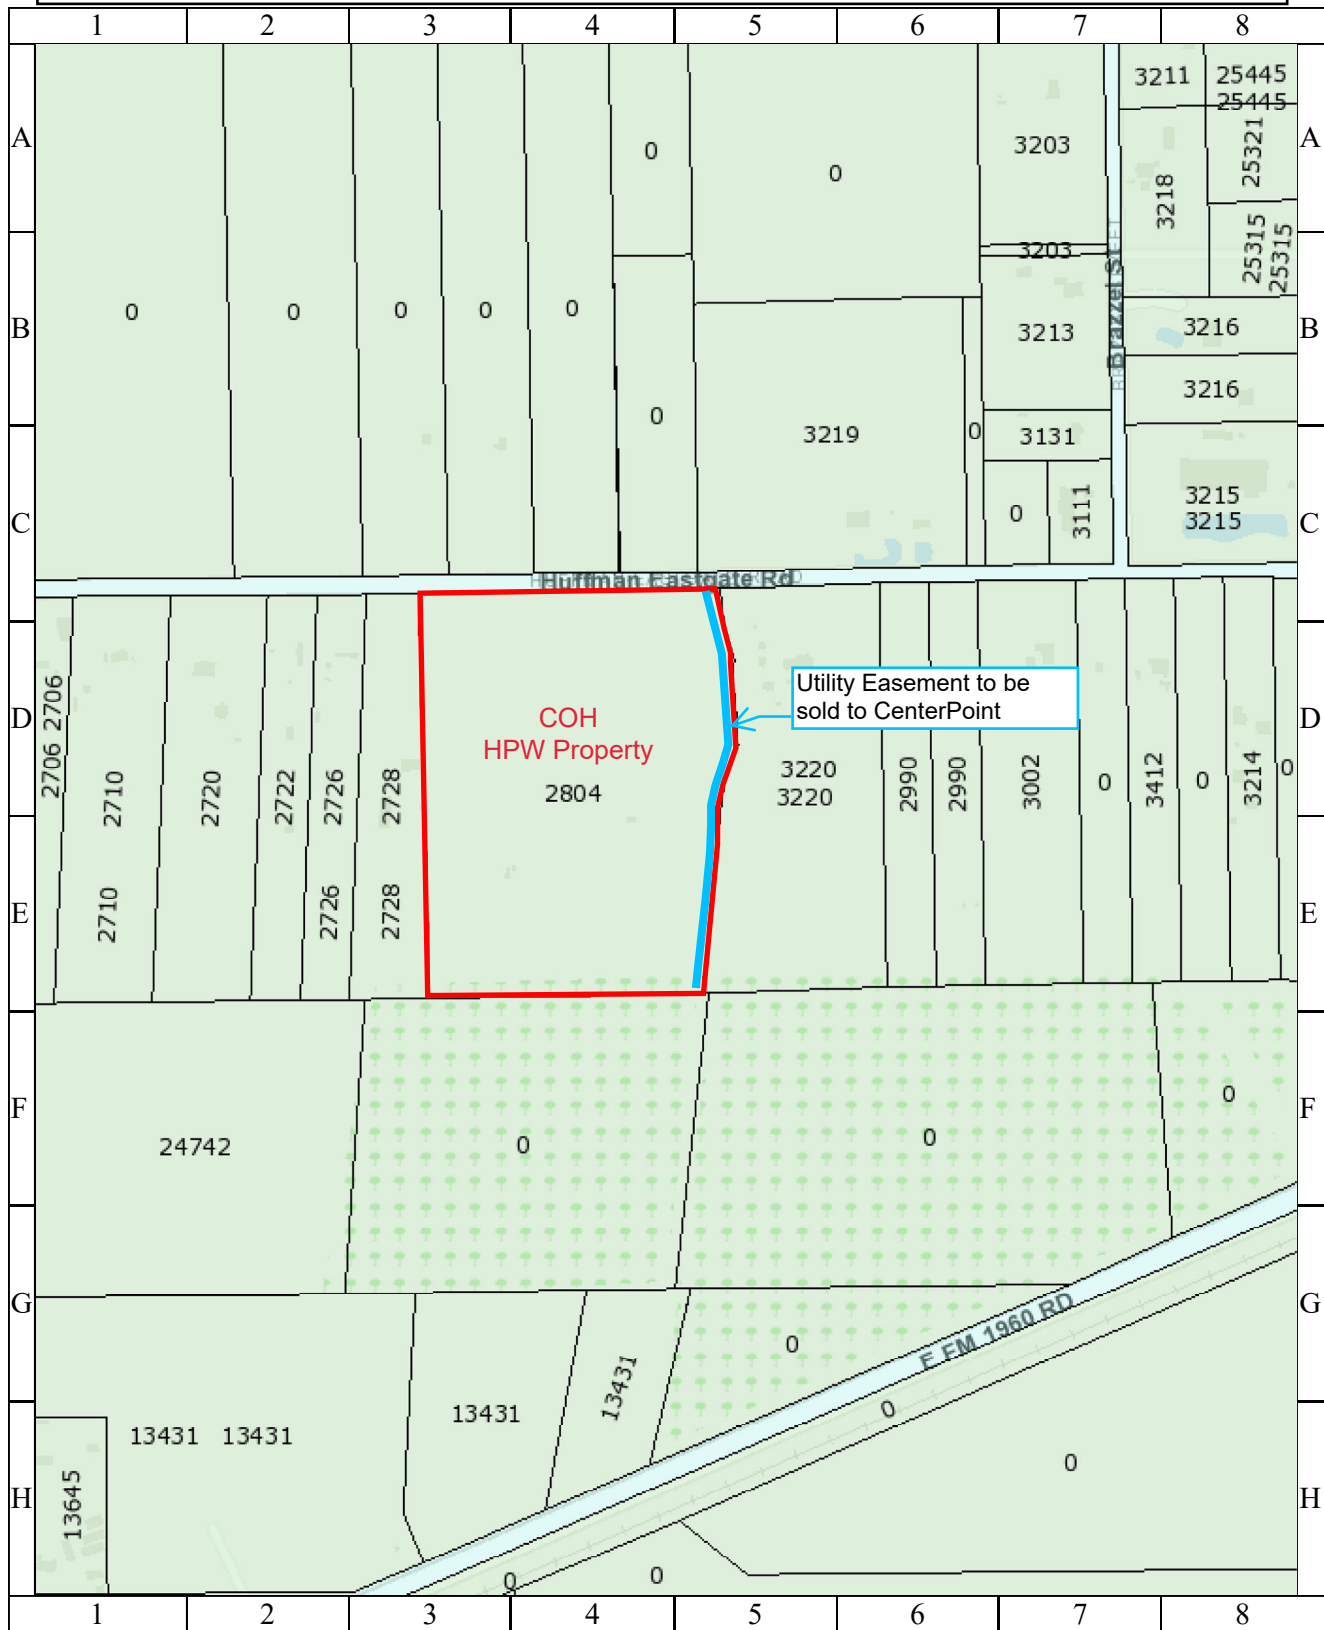 1 2 3 4 5 6 7 8
A A
3211 25445
25445
0 3203 25321
0 3218
3203 25315 25315
B B
0 0 0 0 0 3213 Brazzel St 3216
3216
0 3219 0 3131
C C
0 3111 3215
3215
Huffman Eastgate Rd
2706 2706
Utility Easement to be
sold to CenterPoint
D D
COH
HPW Property
2710 2720 2722 2726 2728 2804 3220
3220 2990 2990 3002 0 3412 0 3214 0
E E
2710 2726 2728
F F
24742 0 0 0
G G
E FM 1960 RD
0
13431 13431 13431 13431 0
0
H H
13645
0 0
1 2 3 4 5 6 7 8